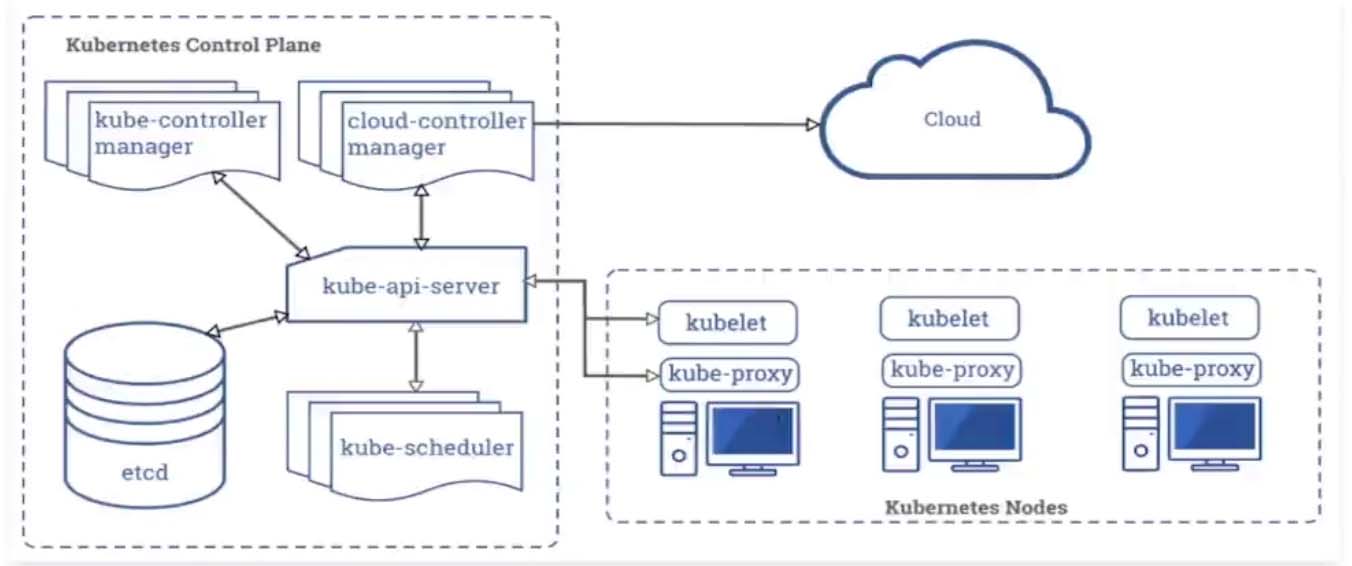 Kubernetes Control Plane
kube-controller
manager
cloud-controller
manager
Cloud
kube-api-server
etcd
kube-scheduler
kubelet
kube-proxy
kubelet
kube-proxy
kubelet
kube-proxy
Kubernetes Nodes